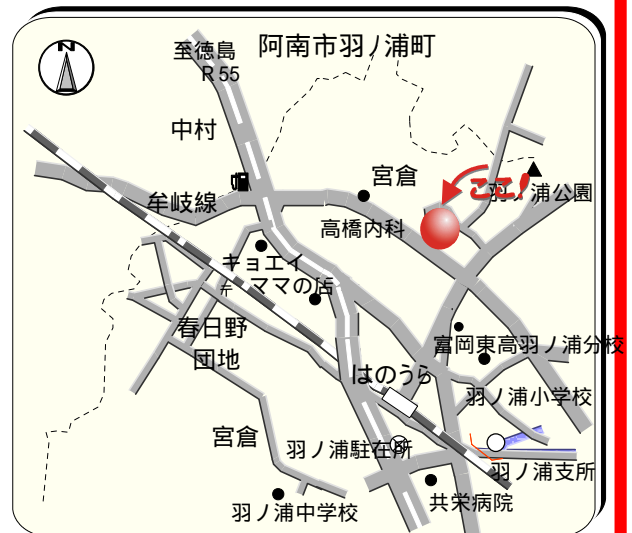 阿南市羽ノ浦町
N
至徳島
R 55
中村
宮倉
ここ!
羽ノ浦公園
牟岐線
高橋内科
キョエイ
ママの店
〒
春日野
団地
富岡東高羽ノ浦分校
はのうら
羽ノ浦小学校
宮倉
羽ノ浦駐在所
羽ノ浦支所
共栄病院
羽ノ浦中学校